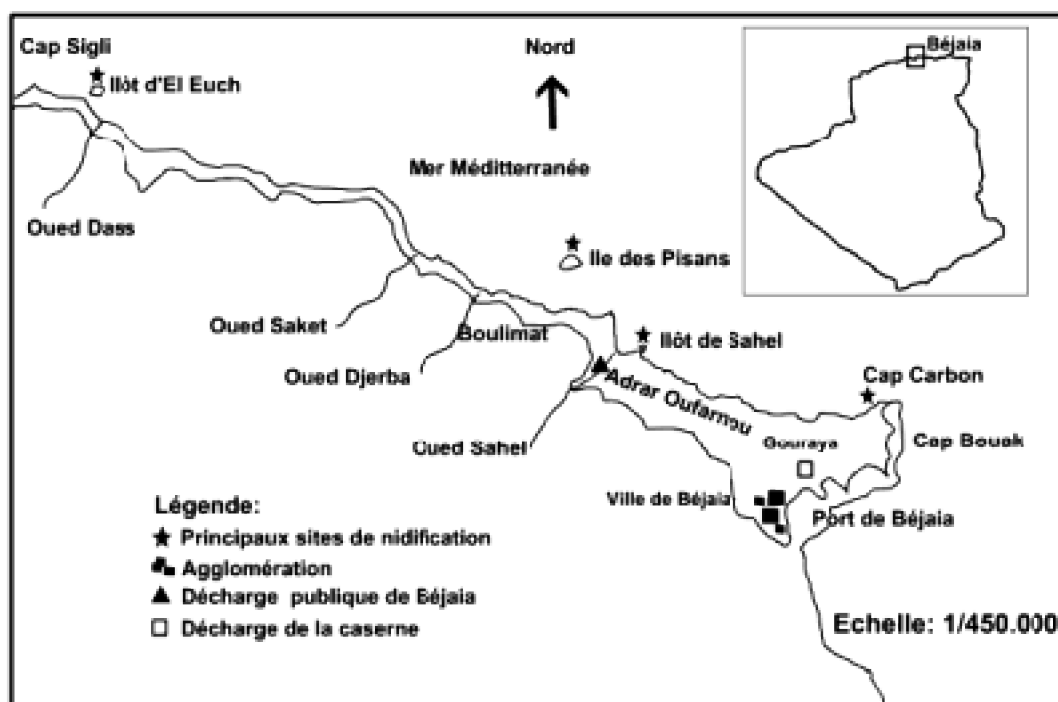 Cap Sigli
Nord
Béjaia
Ilòt d'El Euch
Mer Méditterranée
Oued Dass
Ile des Pisans
Oued Saket
Boulimat
Ilôt de Sahel
Oued Djerba
Adrar Oufarnou
Cap Carbon
Oued Sahel
Gouraya
Cap Bouak
Ville de Béjaia
Port de Béjaia
Légende:
Principaux sites de nidification
Agglomération
Décharge publique de Béjaia
Décharge de la caserne
Echelle: 1/450.000